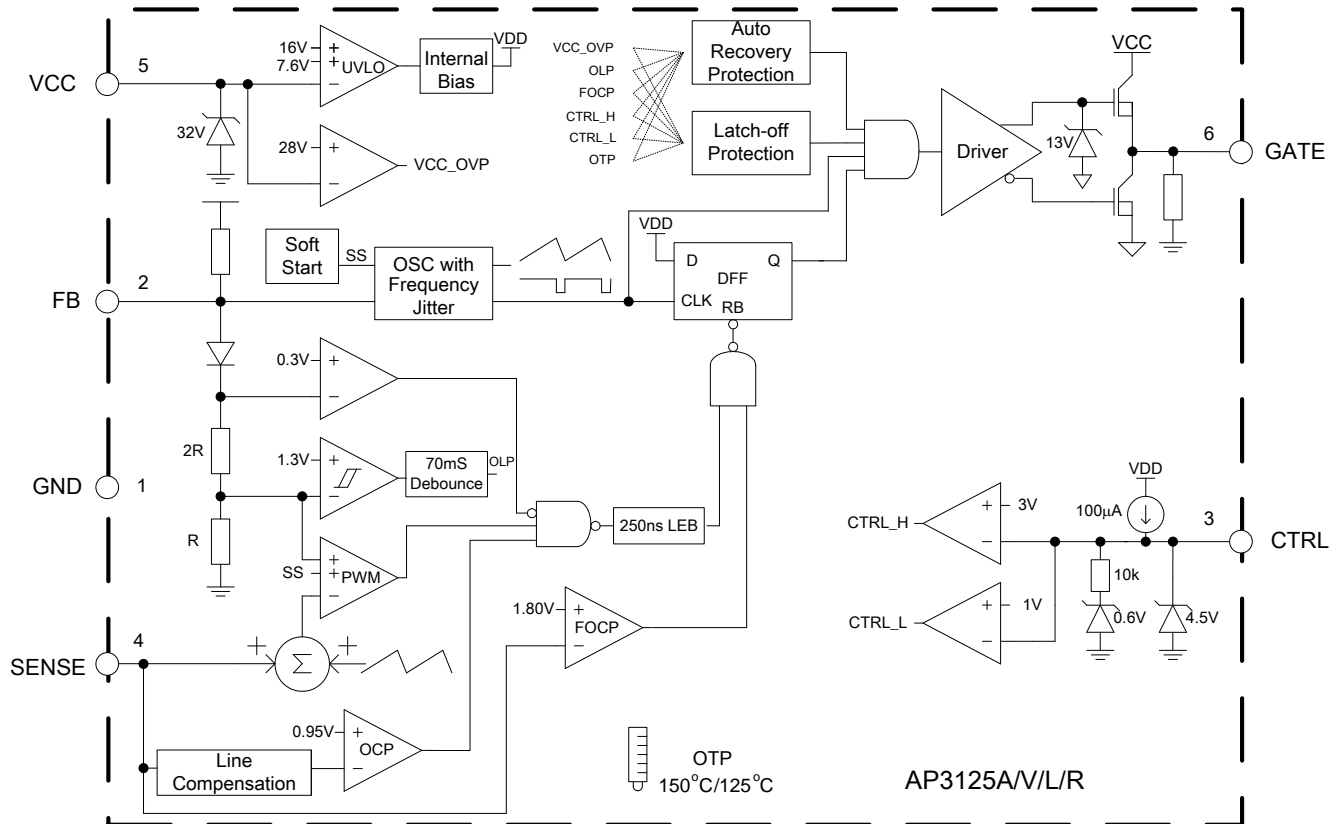 VCC
5
16V
7.6V
+
+
−
UVLO
Internal
Bias
VDD
32V
28V
+
−
VCC_OVP
VCC_OVP
OLP
FOCP
CTRL_H
CTRL_L
OTP
Auto
Recovery
Protection
Latch-off
Protection
Driver
VCC
13V
6
GATE
Soft
Start
SS
OSC with
Frequency
Jitter
VDD
D
Q
DFF
CLK
RB
FB
2
0.3V
+
−
2R
1.3V
+
−
70mS
Debounce
OLP
GND
1
R
SS
+
+
−
PWM
250ns LEB
1.80V
+
−
FOCP
SENSE
4
+
Σ
+
0.95V
+
−
OCP
Line
Compensation
OTP
150°C/125°C
CTRL_H
+
−
3V
VDD
100μA
3
CTRL
CTRL_L
+
−
1V
10k
0.6V
4.5V
AP3125A/V/L/R